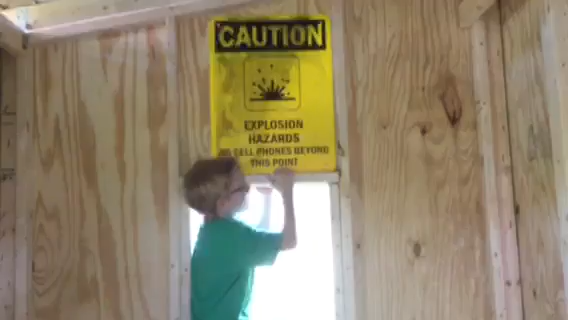 CAUTION
EXPLOSION
HAZARDS
CELL PHONES BEYOND
THIS POINT